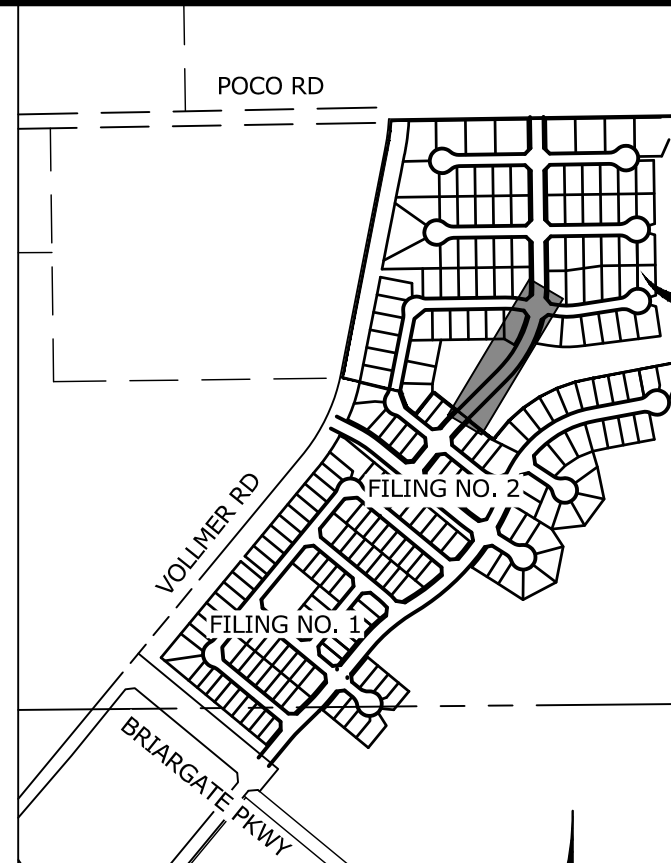 POCO RD
FILING NO. 2
VOLLMER RD
FILING NO. 1
BRIARGATE PKWY